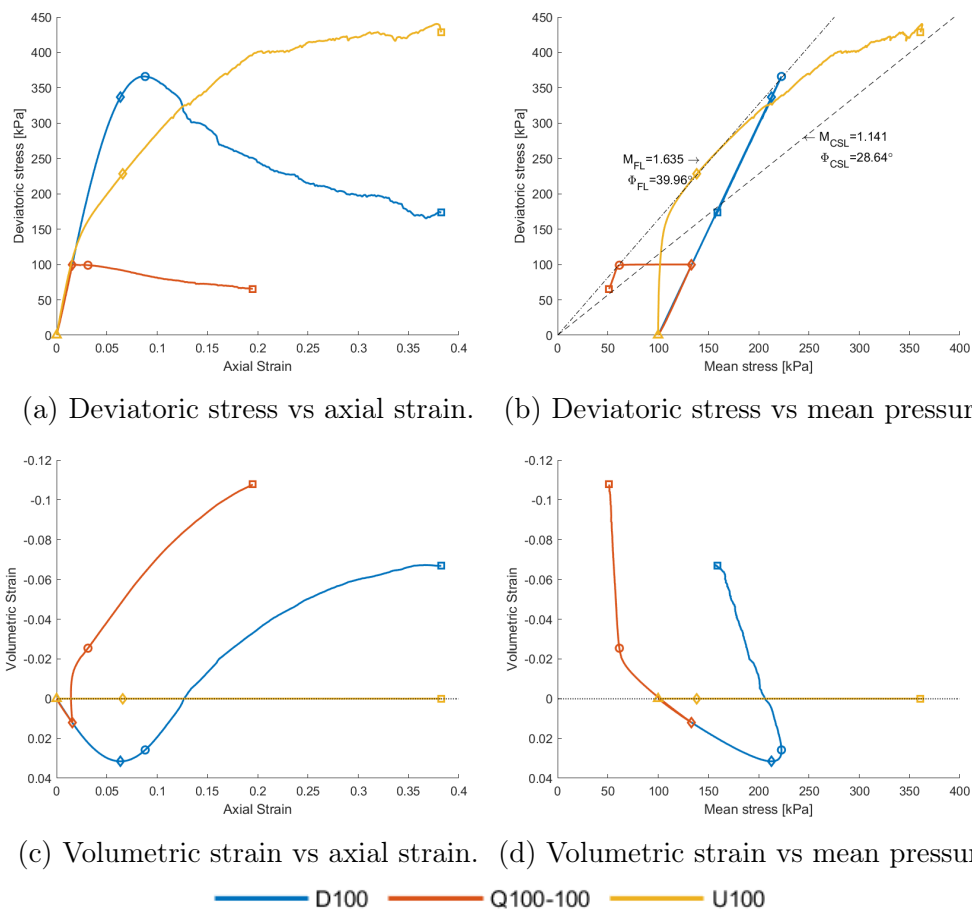 450
400
350
300
250
200
150
100
50
0
Deviatoric stress [kPa]
0 0.05 0.1 0.15 0.2 0.25 0.3 0.35 0.4
Axial Strain
450
400
350
300
250
200
150
100
50
0
Deviatoric stress [kPa]
M_CSL=1.141
Φ_CSL=28.64°
M_FL=1.635
Φ_FL=39.96°
0 50 100 150 200 250 300 350 400
Mean stress [kPa]
(a) Deviatoric stress vs axial strain.
(b) Deviatoric stress vs mean pressur
-0.12
-0.1
-0.08
-0.06
-0.04
-0.02
0
0.02
0.04
Volumetric Strain
0 0.05 0.1 0.15 0.2 0.25 0.3 0.35 0.4
Axial Strain
-0.12
-0.1
-0.08
-0.06
-0.04
-0.02
0
0.02
0.04
Volumetric Strain
0 50 100 150 200 250 300 350 400
Mean stress [kPa]
(c) Volumetric strain vs axial strain.
(d) Volumetric strain vs mean pressur
D100 Q100-100 U100